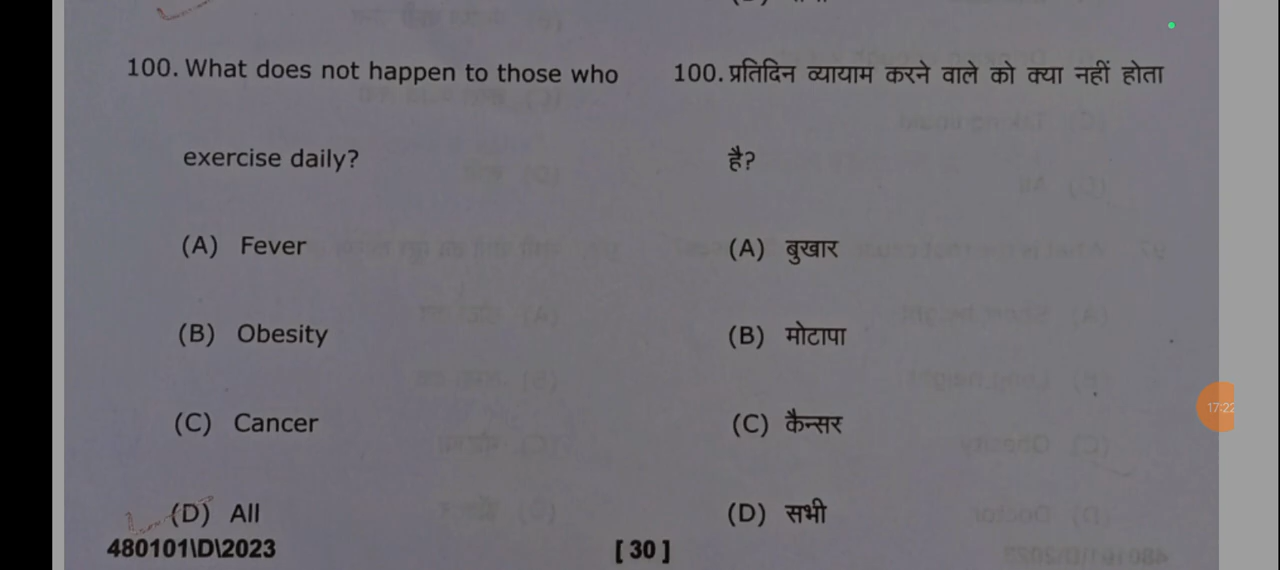 100. What does not happen to those who
exercise daily?
(A) Fever
(B) Obesity
(C) Cancer
(D) All
480101\D\2023
[ 30 ]
100. प्रतिदिन व्यायाम करने वाले को क्या नहीं होता
है?
(A) बुखार
(B) मोटापा
(C) कैन्सर
(D) सभी
17:22